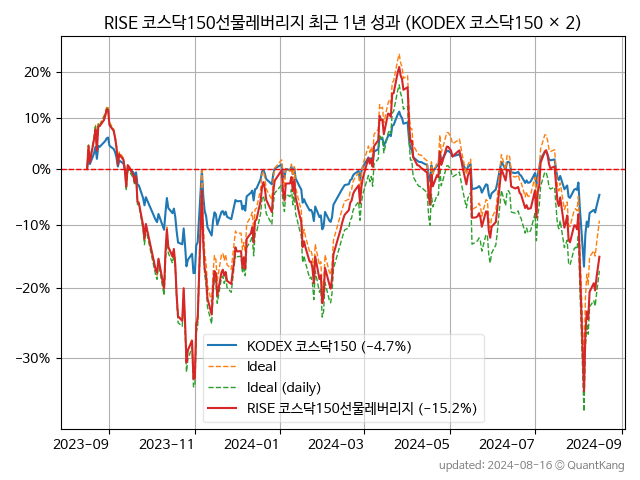 RISE 코스닥150선물레버리지 최근 1년 성과 (KODEX 코스닥150 × 2)
20%
10%
0%
−10%
−20%
−30%
KODEX 코스닥150 (−4.7%)
Ideal
Ideal (daily)
RISE 코스닥150선물레버리지 (−15.2%)
2023-09 2023-11 2024-01 2024-03 2024-05 2024-07 2024-09
updated: 2024-08-16 © QuantKang